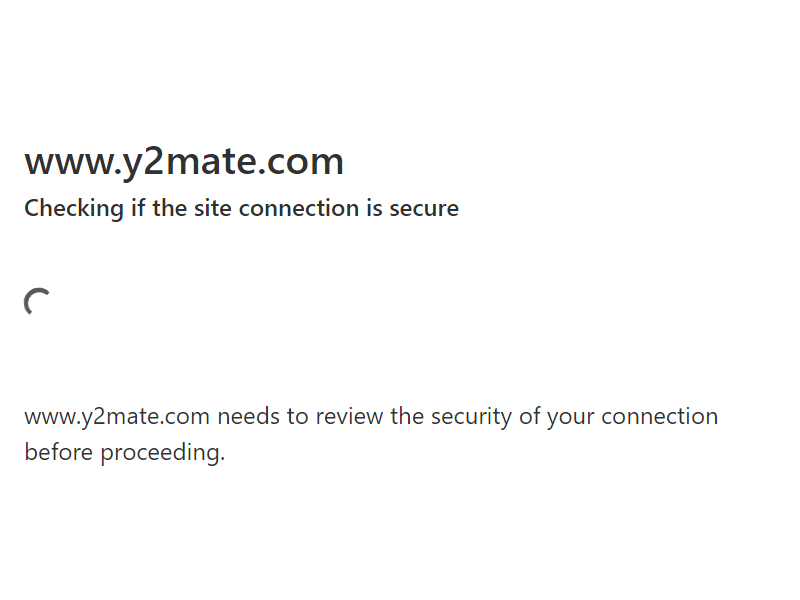 www.y2mate.com
Checking if the site connection is secure
www.y2mate.com needs to review the security of your connection
before proceeding.